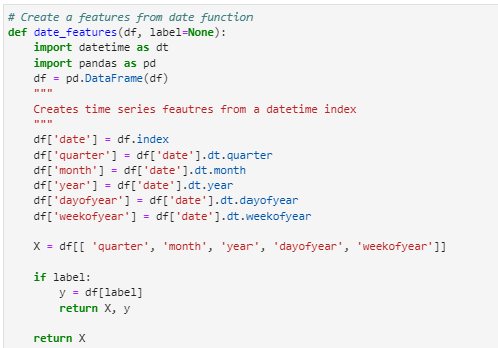 # Create a features from date function
def date_features(df, label=None):
    import datetime as dt
    import pandas as pd
    df = pd.DataFrame(df)
    """
    Creates time series feautres from a datetime index
    """
    df['date'] = df.index
    df['quarter'] = df['date'].dt.quarter
    df['month'] = df['date'].dt.month
    df['year'] = df['date'].dt.year
    df['dayofyear'] = df['date'].dt.dayofyear
    df['weekofyear'] = df['date'].dt.weekofyear
    X = df[[ 'quarter', 'month', 'year', 'dayofyear', 'weekofyear']]
    if label:
        y = df[label]
        return X, y
    return X